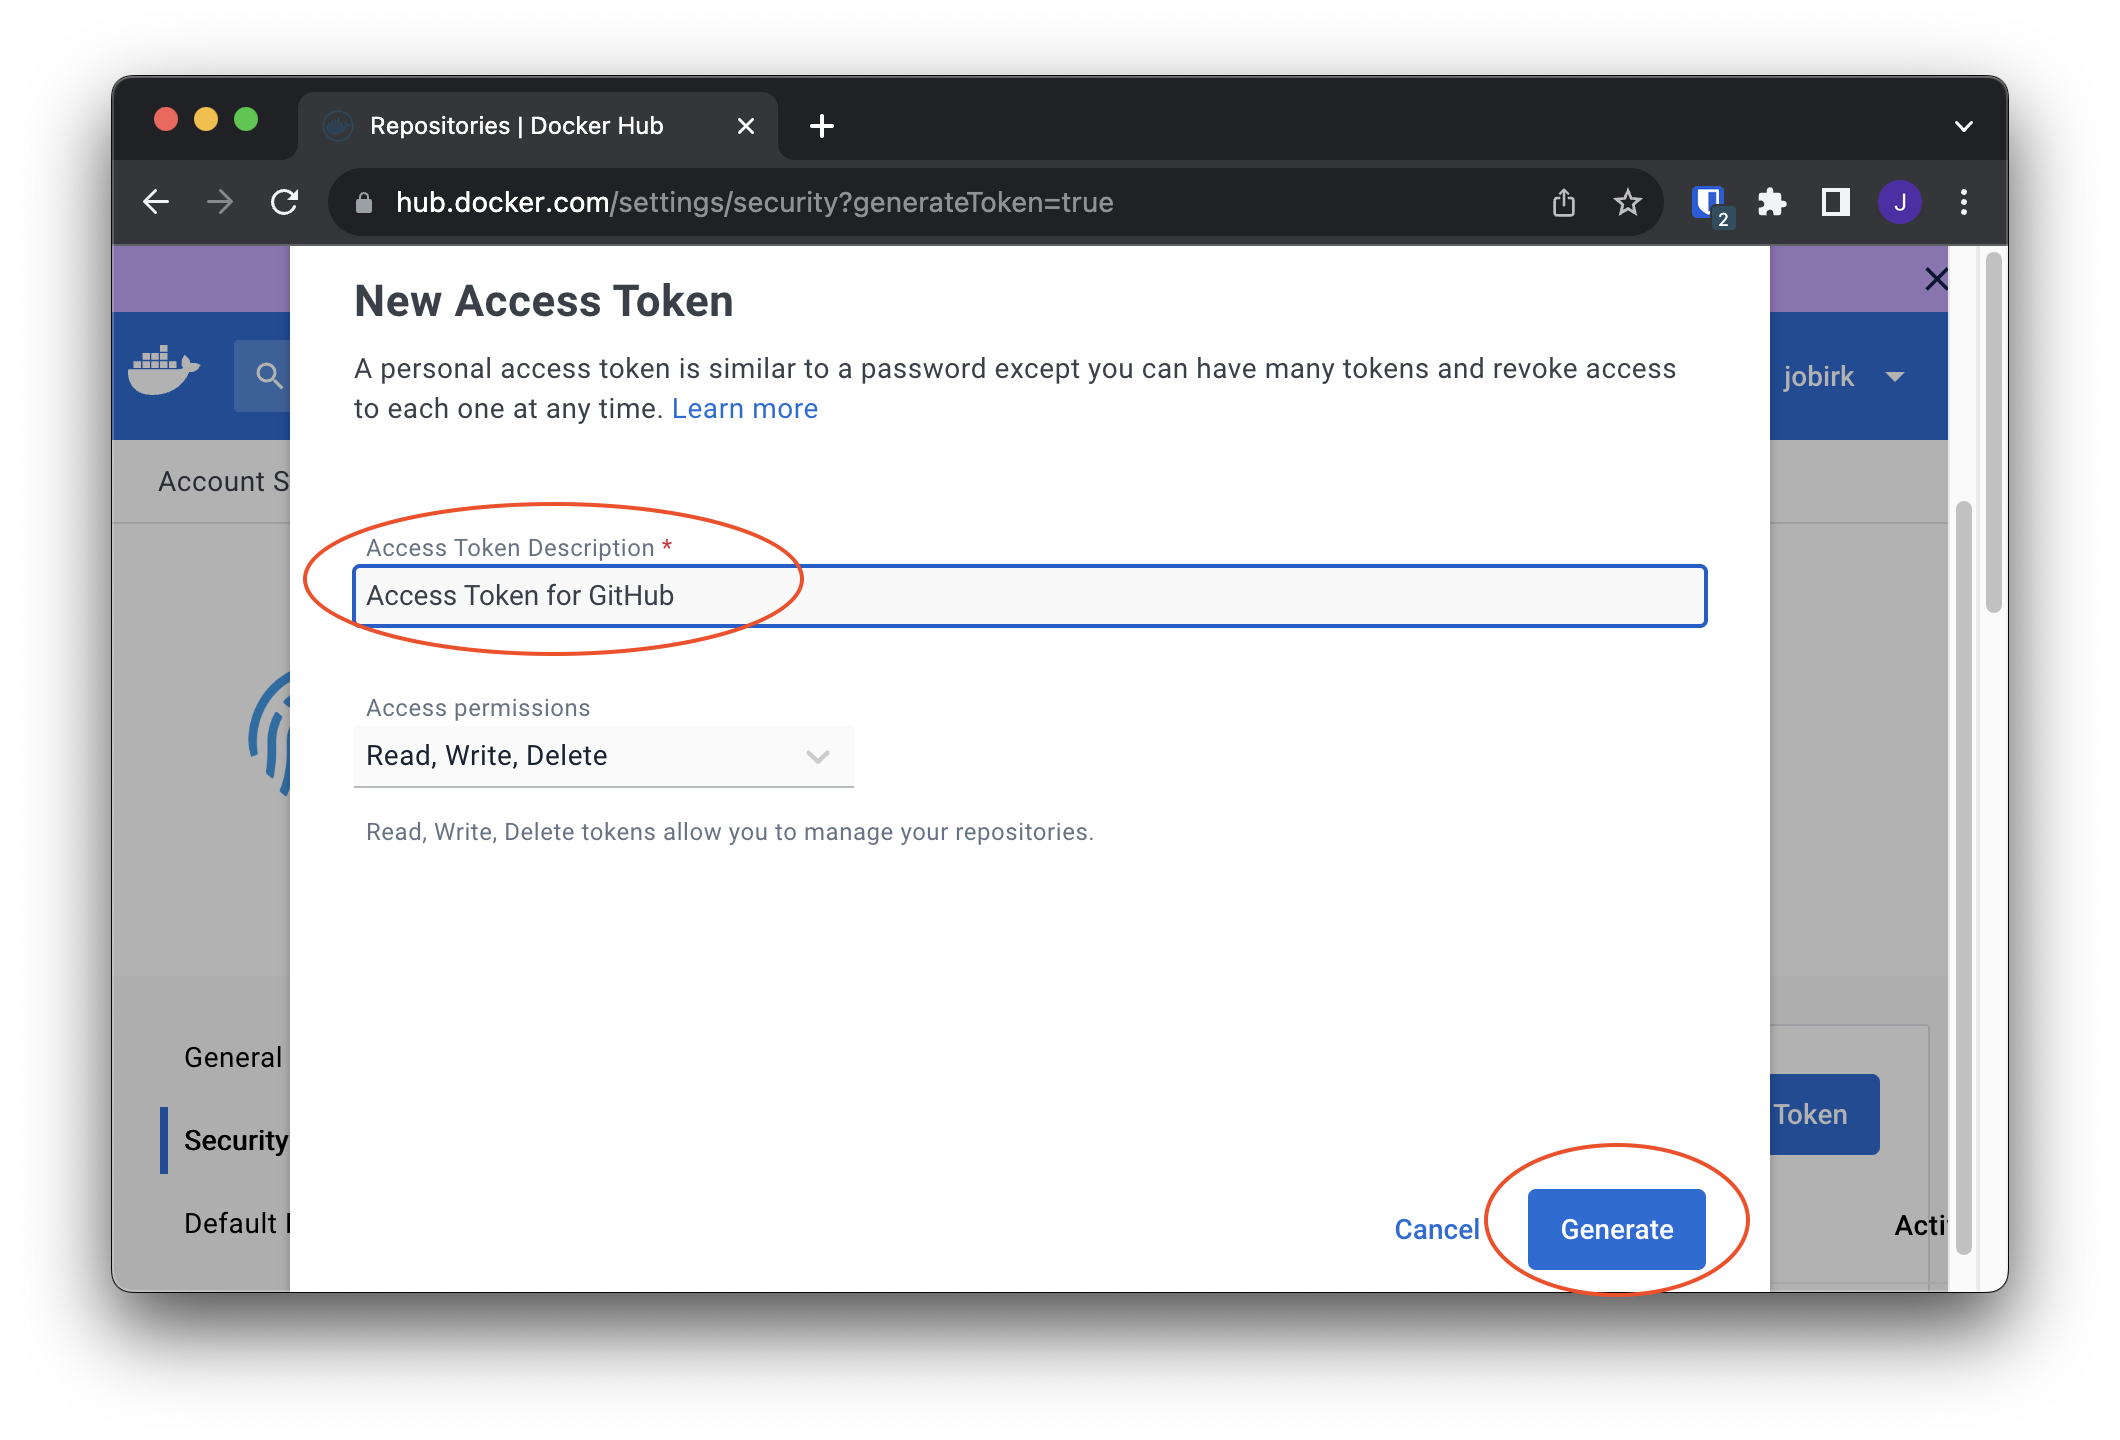 Repositories | Docker Hub
hub.docker.com/settings/security?generateToken=true
2
J
New Access Token
A personal access token is similar to a password except you can have many tokens and revoke access
to each one at any time. Learn more
jobirk
Account S
Access Token Description *
Access Token for GitHub
Access permissions
Read, Write, Delete
Read, Write, Delete tokens allow you to manage your repositories.
General
Token
Security
Default
Acti
Cancel
Generate